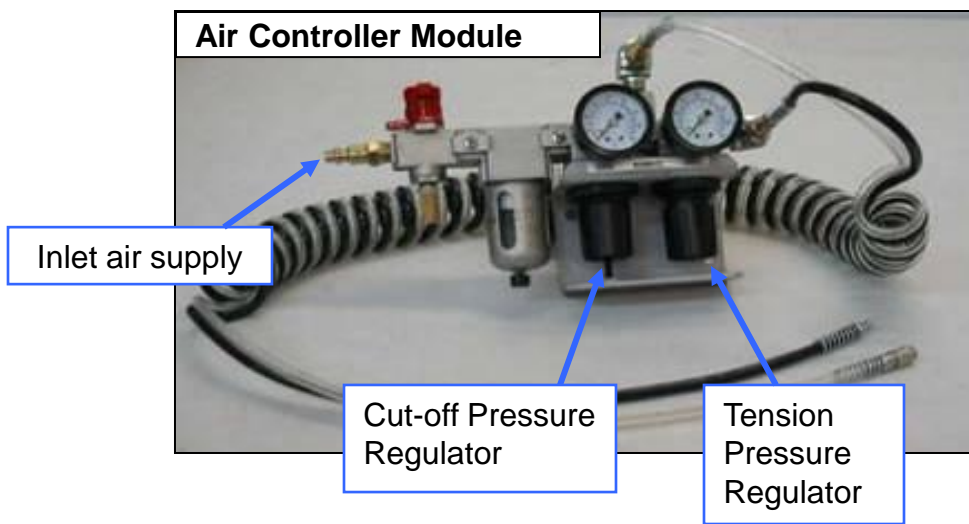 Air Controller Module
Inlet air supply
Cut-off Pressure
Regulator
Tension
Pressure
Regulator